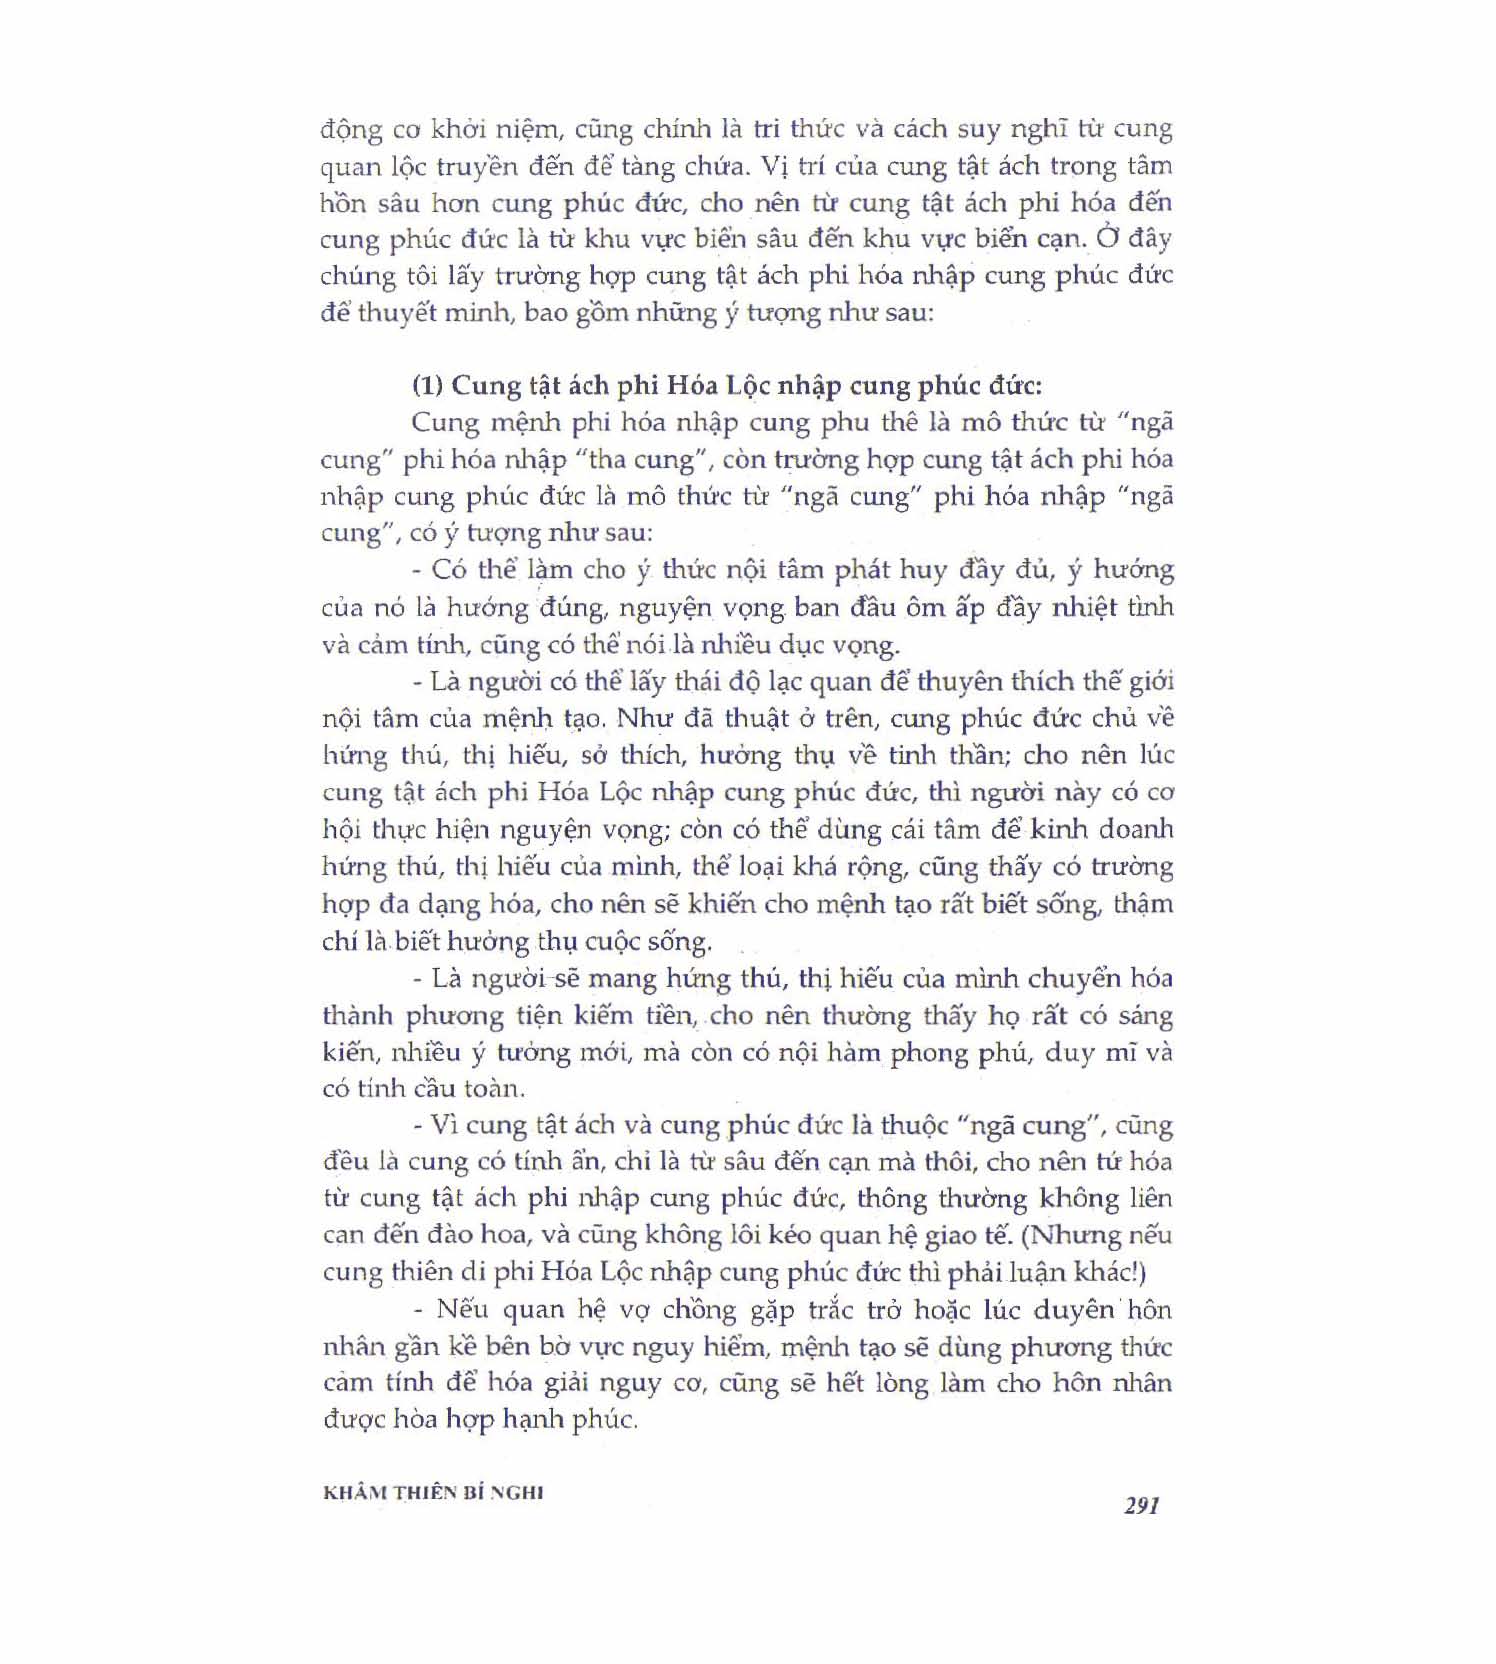 động cơ khởi niệm, cũng chính là tri thức và cách suy nghĩ từ cung
quan lộc truyền đến để tàng chứa. Vị trí của cung tật ách trong tâm
hồn sâu hơn cung phúc đức, cho nên từ cung tật ách phi hóa đến
cung phúc đức là từ khu vực biển sâu đến khu vực biển cạn. Ở đây
chúng tôi lấy trường hợp cung tật ách phi hóa nhập cung phúc đức
để thuyết minh, bao gồm những ý tượng như sau:
(1) Cung tật ách phi Hóa Lộc nhập cung phúc đức:
Cung mệnh phi hóa nhập cung phu thê là mô thức từ "ngã
cung" phi hóa nhập "tha cung", còn trường hợp cung tật ách phi hóa
nhập cung phúc đức là mô thức từ "ngã cung" phi hóa nhập "ngã
cung", có ý tượng như sau:
- Có thể làm cho ý thức nội tâm phát huy đầy đủ, ý hướng
của nó là hướng đúng, nguyện vọng ban đầu ôm ấp đầy nhiệt tình
và cảm tính, cũng có thể nói là nhiều dục vọng.
- Là người có thể lấy thái độ lạc quan để thuyên thích thế giới
nội tâm của mệnh tạo. Như đã thuật ở trên, cung phúc đức chủ về
hứng thú, thị hiếu, sở thích, hưởng thụ về tinh thần; cho nên lúc
cung tật ách phi Hóa Lộc nhập cung phúc đức, thì người này có cơ
hội thực hiện nguyện vọng; còn có thể dùng cái tâm để kinh doanh
hứng thú, thị hiếu của mình, thể loại khá rộng, cũng thấy có trường
hợp đa dạng hóa, cho nên sẽ khiến cho mệnh tạo rất biết sống, thậm
chí là biết hưởng thụ cuộc sống.
- Là người sẽ mang hứng thú, thị hiếu của mình chuyển hóa
thành phương tiện kiếm tiền, cho nên thường thấy họ rất có sáng
kiến, nhiều ý tưởng mới, mà còn có nội hàm phong phú, duy mĩ và
có tính cầu toàn.
- Vì cung tật ách và cung phúc đức là thuộc "ngã cung", cũng
đều là cung có tính ẩn, chỉ là từ sâu đến cạn mà thôi, cho nên tứ hóa
từ cung tật ách phi nhập cung phúc đức, thông thường không liên
can đến đào hoa, và cũng không lôi kéo quan hệ giao tế. (Nhưng nếu
cung thiên di phi Hóa Lộc nhập cung phúc đức thì phải luận khác!)
- Nếu quan hệ vợ chồng gặp trắc trở hoặc lúc duyên hôn
nhân gần kề bên bờ vực nguy hiểm, mệnh tạo sẽ dùng phương thức
cảm tính để hóa giải nguy cơ, cũng sẽ hết lòng làm cho hôn nhân
được hòa hợp hạnh phúc.
KHÂM THIÊN BÍ NGHI
291